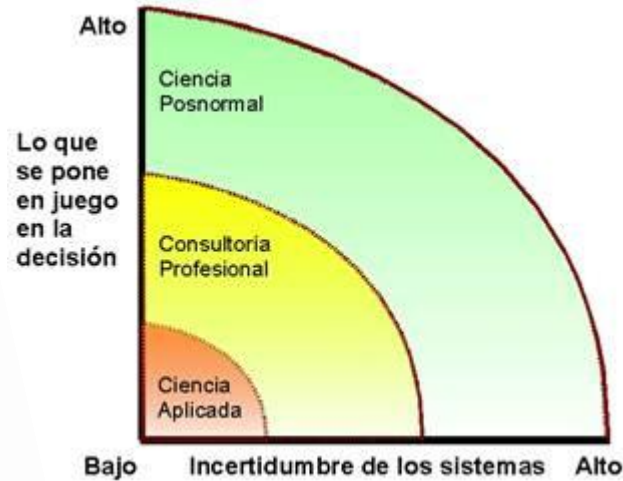 Alto
Ciencia
Posnormal
Lo que
se pone
en juego
en la
decisión
Consultoria
Profesional
Ciencia
Aplicada
Bajo Incertidumbre de los sistemas Alto